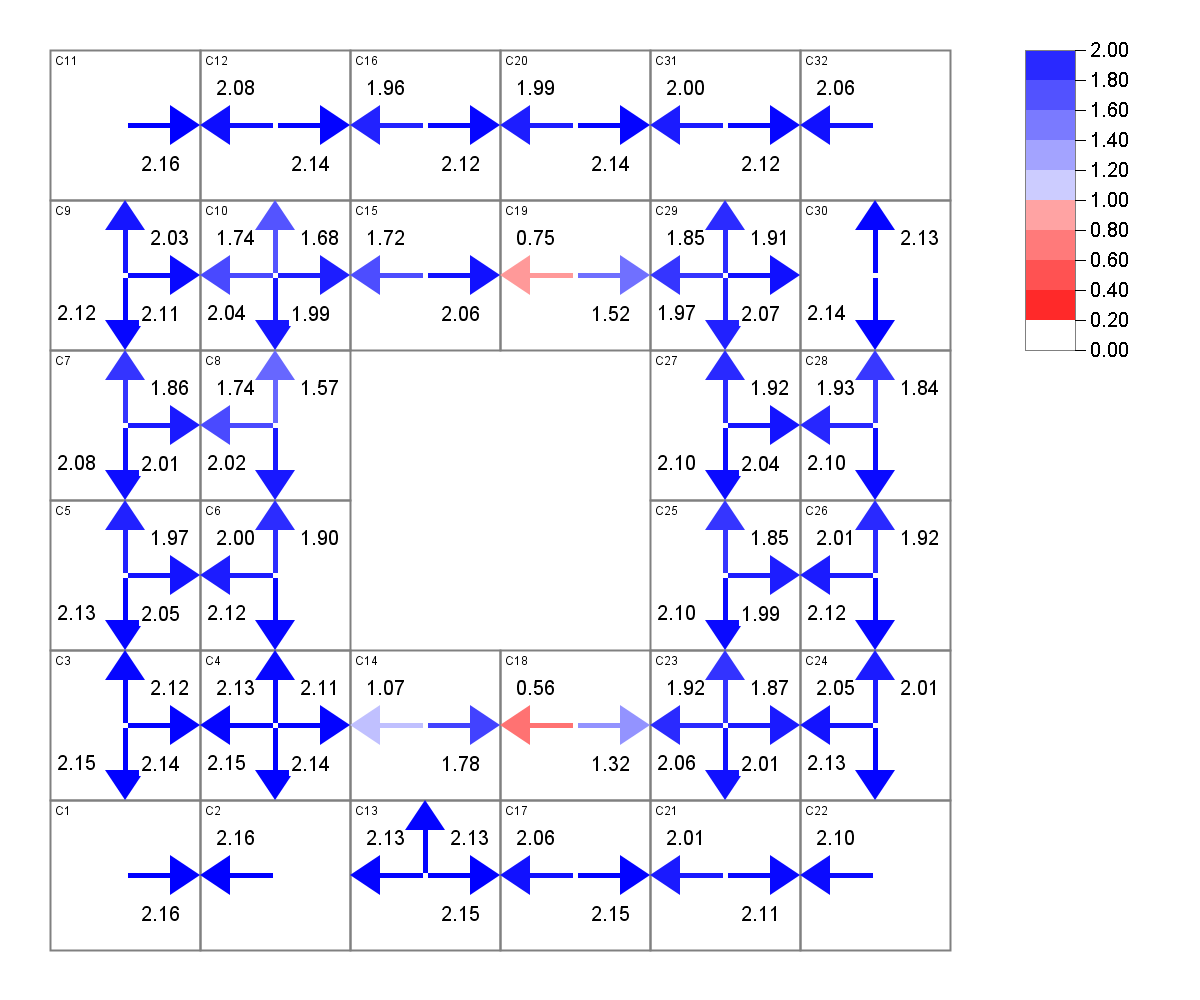 C11 C12 C16 C20 C31 C32 2.00
2.08 1.96 1.99 2.00 2.06 1.80
1.60
2.16 2.14 2.12 2.14 2.12 1.40
1.20
C9 C10 C15 C19 C29 C30 1.00
2.03 1.74 1.68 1.72 0.75 1.85 1.91 2.13 0.80
0.60
0.40
2.12 2.11 2.04 1.99 2.06 1.52 1.97 2.07 2.14 0.20
0.00
C7 C8 C27 C28
1.86 1.74 1.57 1.92 1.93 1.84
2.08 2.01 2.02 2.10 2.04 2.10
C5 C6 C25 C26
1.97 2.00 1.90 1.85 2.01 1.92
2.13 2.05 2.12 2.10 1.99 2.12
C3 C4 C14 C18 C23 C24
2.12 2.13 2.11 1.07 0.56 1.92 1.87 2.05 2.01
2.15 2.14 2.15 2.14 1.78 1.32 2.06 2.01 2.13
C1 C2 C13 C17 C21 C22
2.16 2.13 2.13 2.06 2.01 2.10
2.16 2.15 2.15 2.11